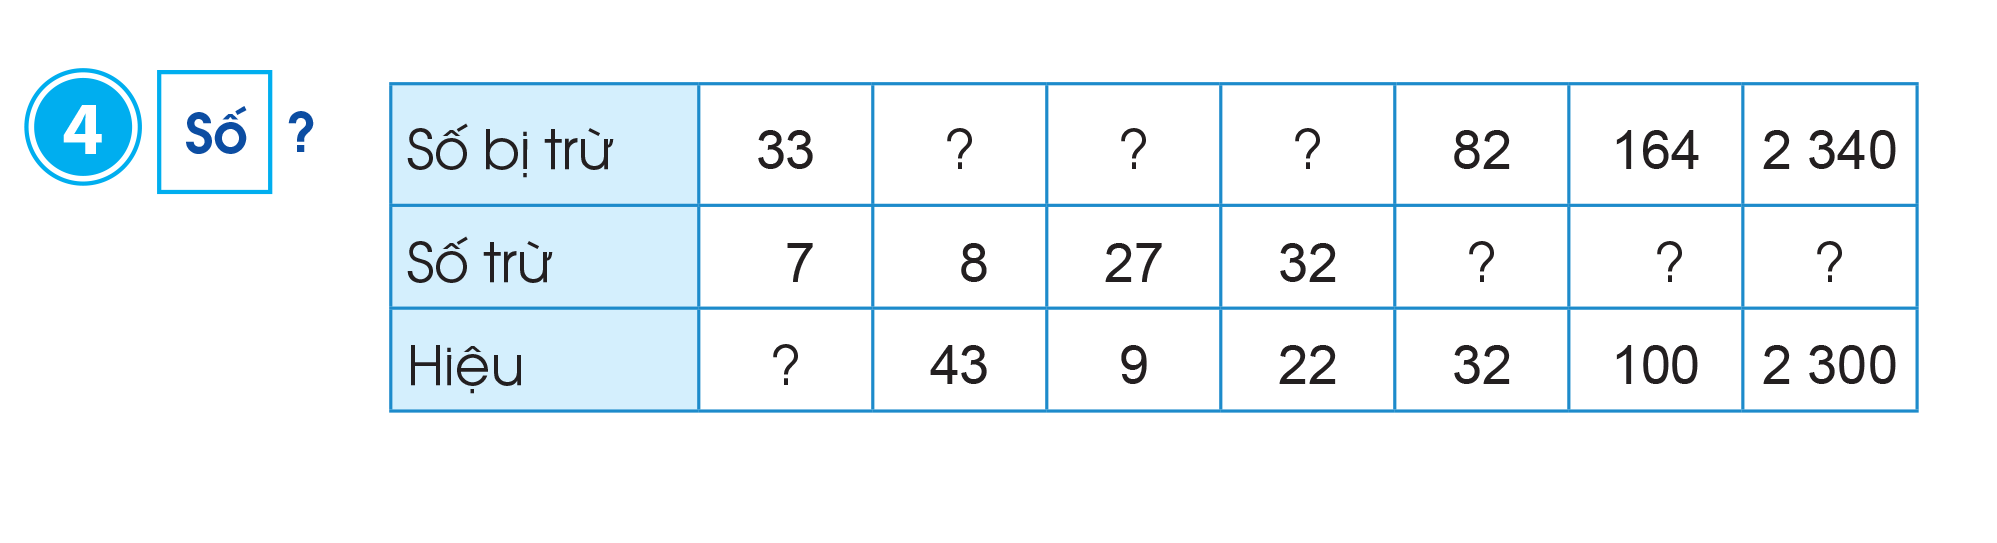 4 Số ?
Số bị trừ 33 ? ? ? 82 164 2 340
Số trừ 7 8 27 32 ? ? ?
Hiệu ? 43 9 22 32 100 2 300